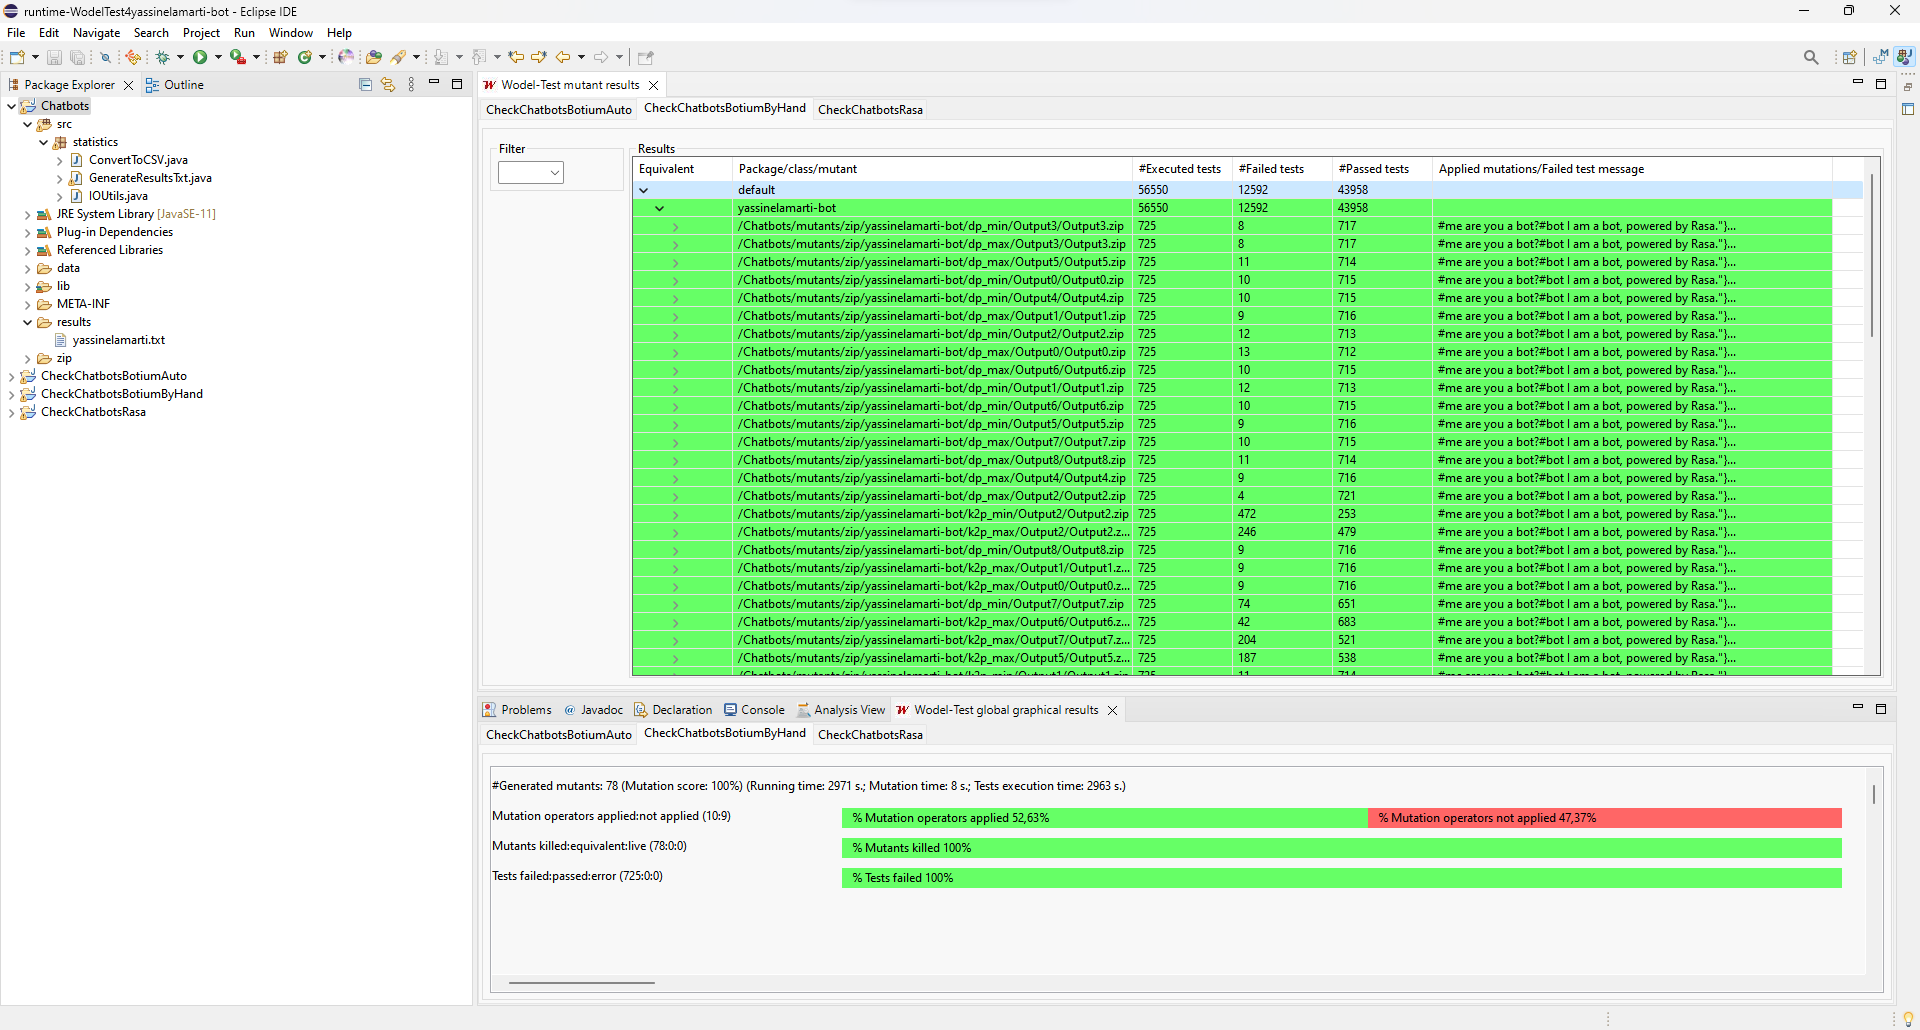 runtime-WodelTest4yassinelamarti-bot - Eclipse IDE
File Edit Navigate Search Project Run Window Help
Package Explorer Outline
Chatbots
src
statistics
ConvertToCSV.java
GenerateResultsTxt.java
IOUtils.java
JRE System Library [JavaSE-11]
Plug-in Dependencies
Referenced Libraries
data
lib
META-INF
results
yassinelamarti.txt
zip
CheckChatbotsBotiumAuto
CheckChatbotsBotiumByHand
CheckChatbotsRasa
Wodel-Test mutant results
CheckChatbotsBotiumAuto CheckChatbotsBotiumByHand CheckChatbotsRasa
Filter
Results
Equivalent Package/class/mutant #Executed tests #Failed tests #Passed tests Applied mutations/Failed test message
default 56550 12592 43958
yassinelamarti-bot 56550 12592 43958
/Chatbots/mutants/zip/yassinelamarti-bot/dp_min/Output3/Output3.zip 725 8 717 #me are you a bot?#bot I am a bot, powered by Rasa."}...
/Chatbots/mutants/zip/yassinelamarti-bot/dp_max/Output3/Output3.zip 725 8 717 #me are you a bot?#bot I am a bot, powered by Rasa."}...
/Chatbots/mutants/zip/yassinelamarti-bot/dp_max/Output5/Output5.zip 725 11 714 #me are you a bot?#bot I am a bot, powered by Rasa."}...
/Chatbots/mutants/zip/yassinelamarti-bot/dp_min/Output0/Output0.zip 725 10 715 #me are you a bot?#bot I am a bot, powered by Rasa."}...
/Chatbots/mutants/zip/yassinelamarti-bot/dp_min/Output4/Output4.zip 725 10 715 #me are you a bot?#bot I am a bot, powered by Rasa."}...
/Chatbots/mutants/zip/yassinelamarti-bot/dp_max/Output1/Output1.zip 725 9 716 #me are you a bot?#bot I am a bot, powered by Rasa."}...
/Chatbots/mutants/zip/yassinelamarti-bot/dp_min/Output2/Output2.zip 725 12 713 #me are you a bot?#bot I am a bot, powered by Rasa."}...
/Chatbots/mutants/zip/yassinelamarti-bot/dp_max/Output0/Output0.zip 725 13 712 #me are you a bot?#bot I am a bot, powered by Rasa."}...
/Chatbots/mutants/zip/yassinelamarti-bot/dp_max/Output6/Output6.zip 725 10 715 #me are you a bot?#bot I am a bot, powered by Rasa."}...
/Chatbots/mutants/zip/yassinelamarti-bot/dp_min/Output1/Output1.zip 725 12 713 #me are you a bot?#bot I am a bot, powered by Rasa."}...
/Chatbots/mutants/zip/yassinelamarti-bot/dp_min/Output6/Output6.zip 725 10 715 #me are you a bot?#bot I am a bot, powered by Rasa."}...
/Chatbots/mutants/zip/yassinelamarti-bot/dp_min/Output5/Output5.zip 725 9 716 #me are you a bot?#bot I am a bot, powered by Rasa."}...
/Chatbots/mutants/zip/yassinelamarti-bot/dp_max/Output7/Output7.zip 725 10 715 #me are you a bot?#bot I am a bot, powered by Rasa."}...
/Chatbots/mutants/zip/yassinelamarti-bot/dp_max/Output8/Output8.zip 725 11 714 #me are you a bot?#bot I am a bot, powered by Rasa."}...
/Chatbots/mutants/zip/yassinelamarti-bot/dp_max/Output4/Output4.zip 725 9 716 #me are you a bot?#bot I am a bot, powered by Rasa."}...
/Chatbots/mutants/zip/yassinelamarti-bot/dp_max/Output2/Output2.zip 725 4 721 #me are you a bot?#bot I am a bot, powered by Rasa."}...
/Chatbots/mutants/zip/yassinelamarti-bot/k2p_min/Output2/Output2.zip 725 472 253 #me are you a bot?#bot I am a bot, powered by Rasa."}...
/Chatbots/mutants/zip/yassinelamarti-bot/k2p_max/Output2/Output2.z... 725 246 479 #me are you a bot?#bot I am a bot, powered by Rasa."}...
/Chatbots/mutants/zip/yassinelamarti-bot/dp_min/Output8/Output8.zip 725 9 716 #me are you a bot?#bot I am a bot, powered by Rasa."}...
/Chatbots/mutants/zip/yassinelamarti-bot/k2p_max/Output1/Output1.z... 725 9 716 #me are you a bot?#bot I am a bot, powered by Rasa."}...
/Chatbots/mutants/zip/yassinelamarti-bot/k2p_max/Output0/Output0.z... 725 9 716 #me are you a bot?#bot I am a bot, powered by Rasa."}...
/Chatbots/mutants/zip/yassinelamarti-bot/dp_min/Output7/Output7.zip 725 74 651 #me are you a bot?#bot I am a bot, powered by Rasa."}...
/Chatbots/mutants/zip/yassinelamarti-bot/k2p_max/Output6/Output6.z... 725 42 683 #me are you a bot?#bot I am a bot, powered by Rasa."}...
/Chatbots/mutants/zip/yassinelamarti-bot/k2p_max/Output7/Output7.z... 725 204 521 #me are you a bot?#bot I am a bot, powered by Rasa."}...
/Chatbots/mutants/zip/yassinelamarti-bot/k2p_max/Output5/Output5.z... 725 187 538 #me are you a bot?#bot I am a bot, powered by Rasa."}...
Problems Javadoc Declaration Console Analysis View Wodel-Test global graphical results
CheckChatbotsBotiumAuto CheckChatbotsBotiumByHand CheckChatbotsRasa
#Generated mutants: 78 (Mutation score: 100%) (Running time: 2971 s.; Mutation time: 8 s.; Tests execution time: 2963 s.)
Mutation operators applied:not applied (10:9) % Mutation operators applied 52,63% % Mutation operators not applied 47,37%
Mutants killed:equivalent:live (78:0:0) % Mutants killed 100%
Tests failed:passed:error (725:0:0) % Tests failed 100%